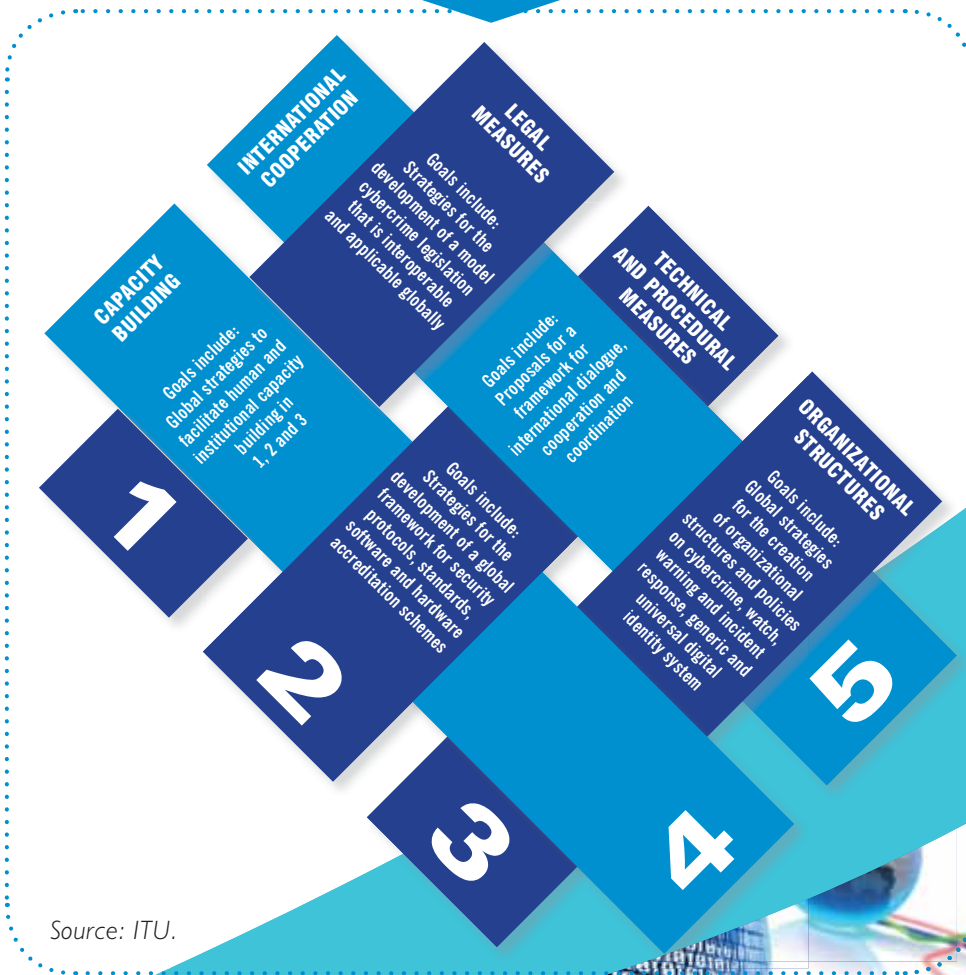 INTERNATIONAL
COOPERATION
LEGAL
MEASURES
Goals include:
Strategies for the
development of a model
cybercrime legislation
that is interoperable
and applicable globally
CAPACITY
BUILDING
Goals include:
Global strategies to
facilitate human and
institutional capacity
building in
1, 2 and 3
TECHNICAL
AND PROCEDURAL
MEASURES
Goals include:
Proposals for a
framework for
international dialogue,
cooperation and
coordination
ORGANIZATIONAL
STRUCTURES
Goals include:
Global strategies
for the creation
of organizational
structures and policies
on cybercrime, watch,
warning and incident
response, generic and
universal digital
identity system
Goals include:
Strategies for the
development of a global
framework for security
protocols, standards,
software and hardware
accreditation schemes
1
2
3
4
5
Source: ITU.